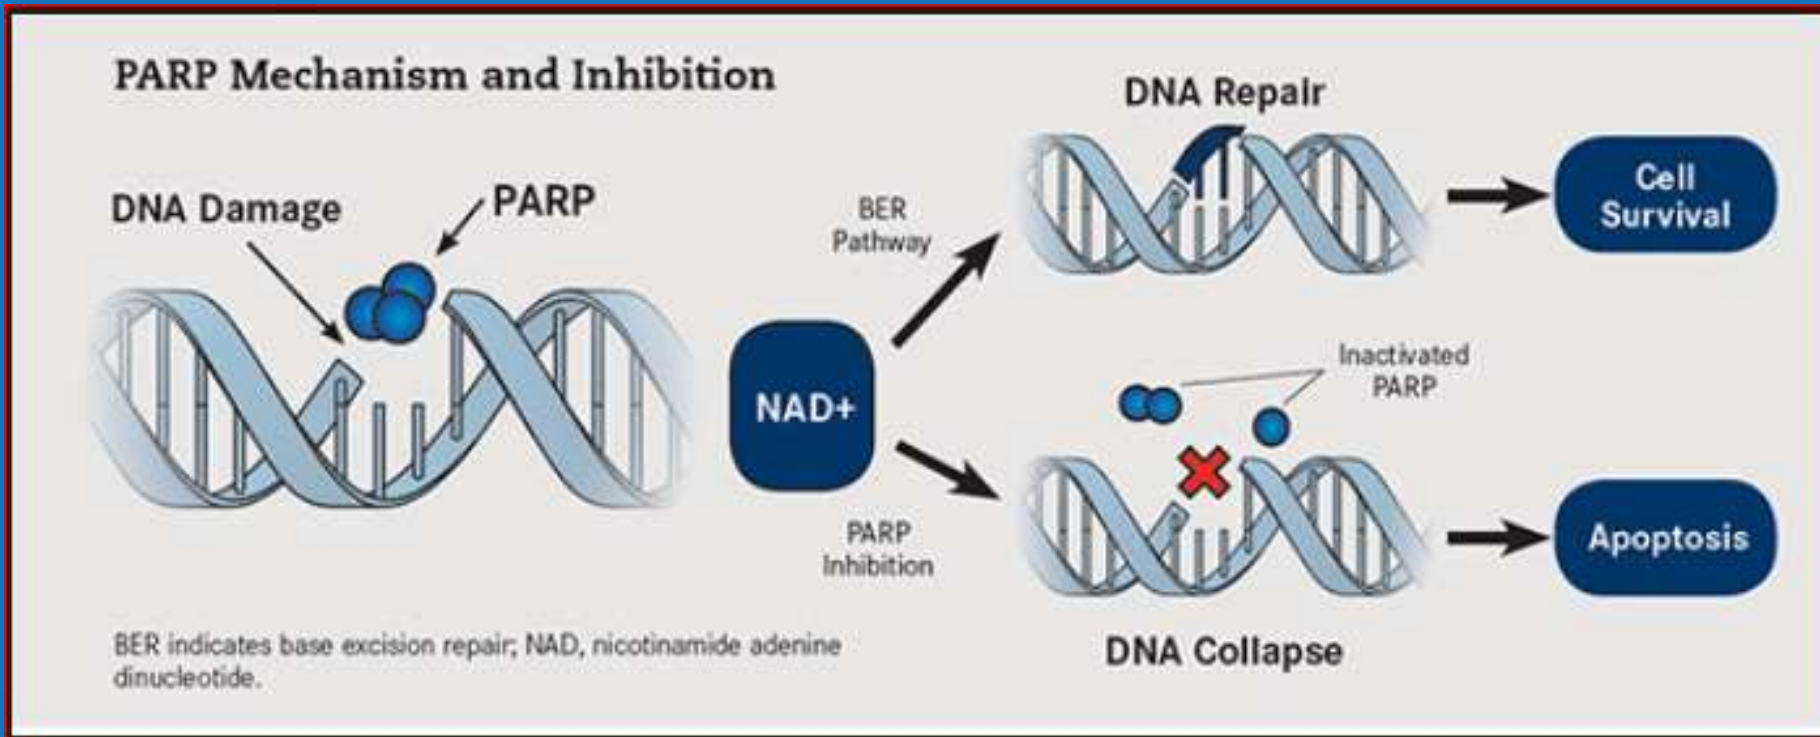 PARP Mechanism and Inhibition
DNA Damage
PARP
NAD+
BER
Pathway
DNA Repair
Cell
Survival
PARP
Inhibition
Inactivated
PARP
DNA Collapse
Apoptosis
BER indicates base excision repair; NAD, nicotinamide adenine
dinucleotide.